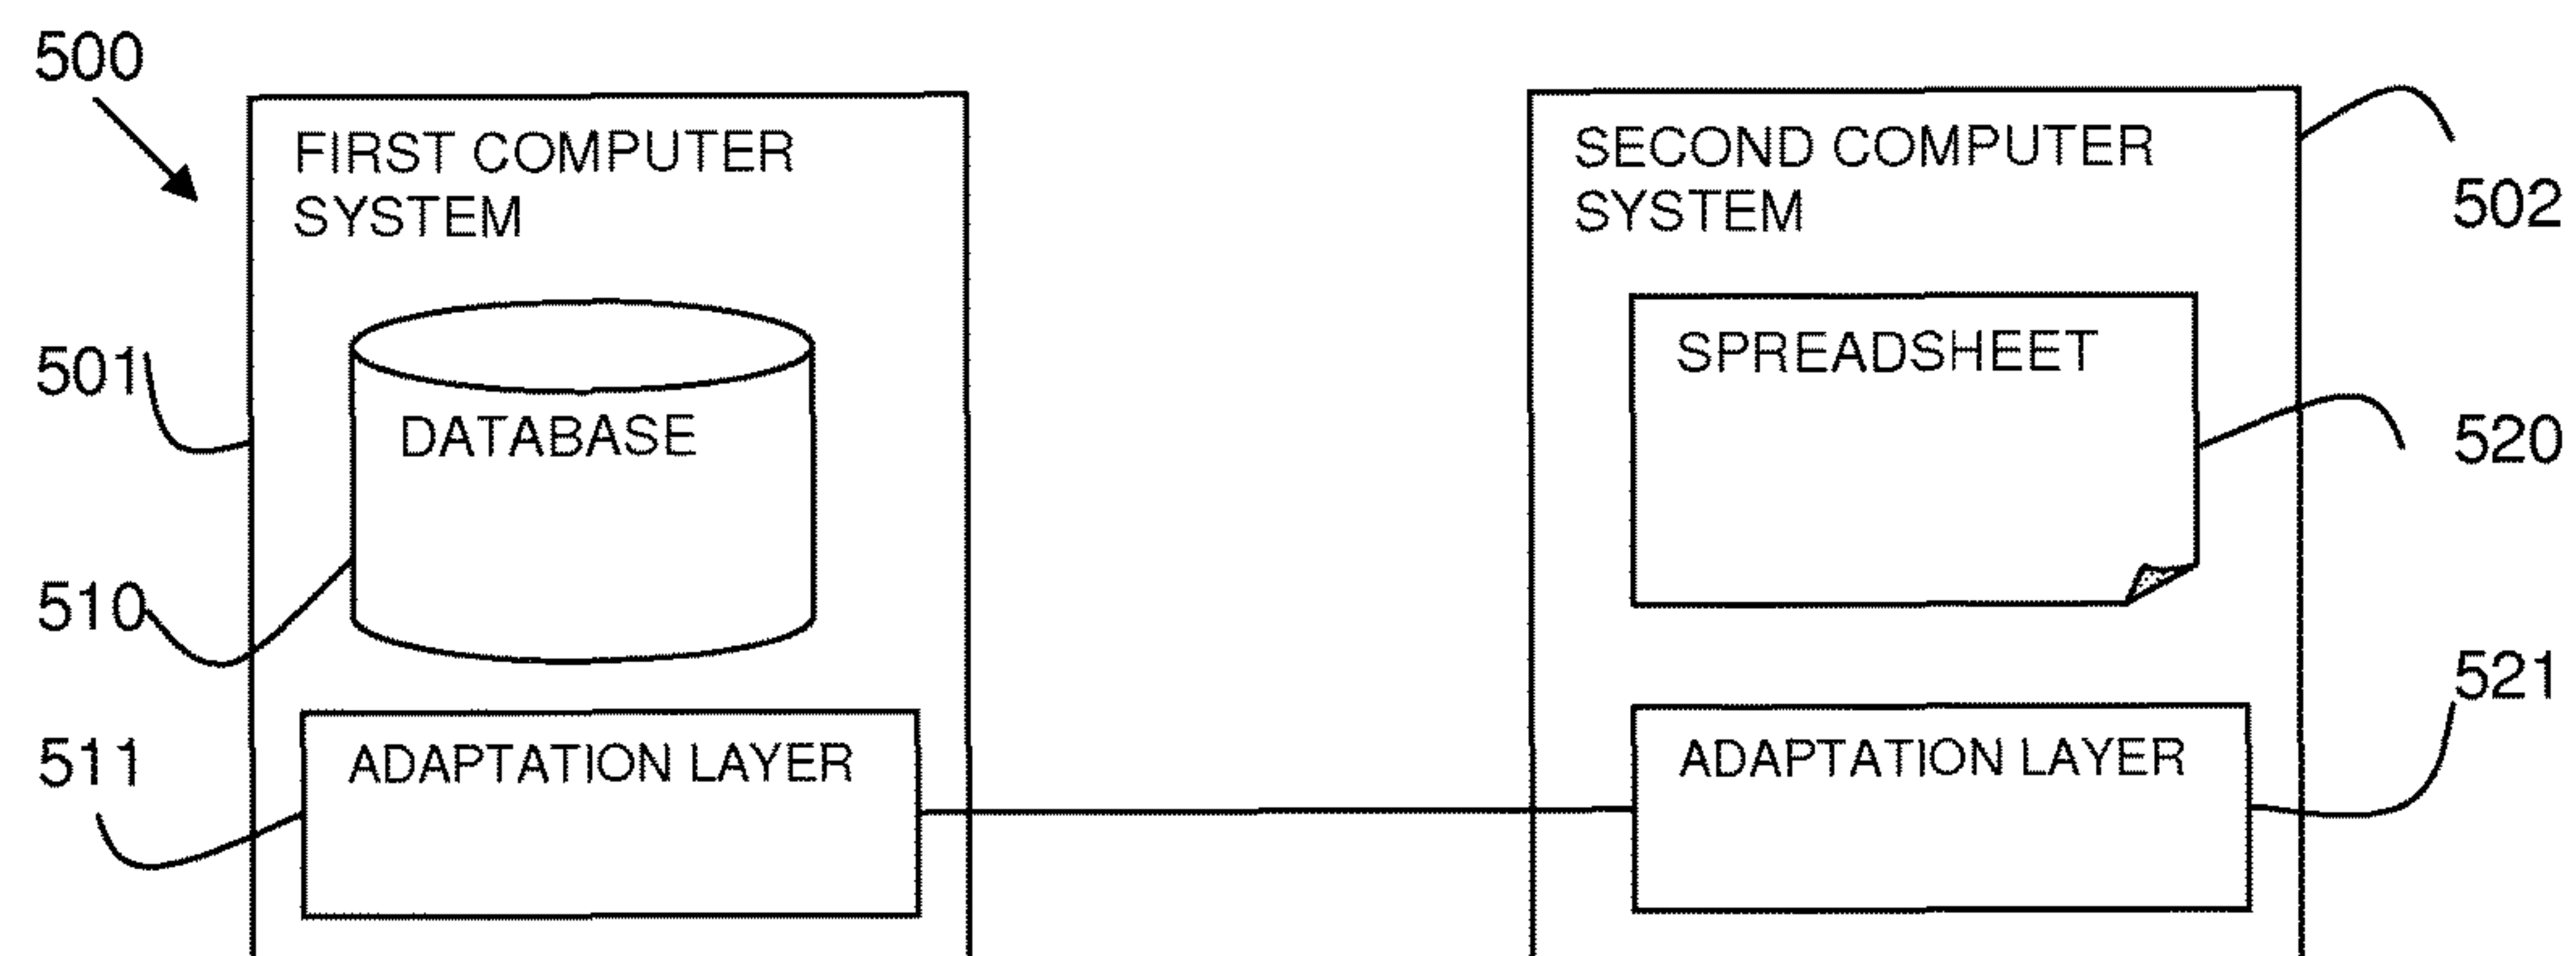 500
FIRST COMPUTER
SYSTEM
SECOND COMPUTER
SYSTEM
502
501
DATABASE
SPREADSHEET
520
510
511
ADAPTATION LAYER
ADAPTATION LAYER
521